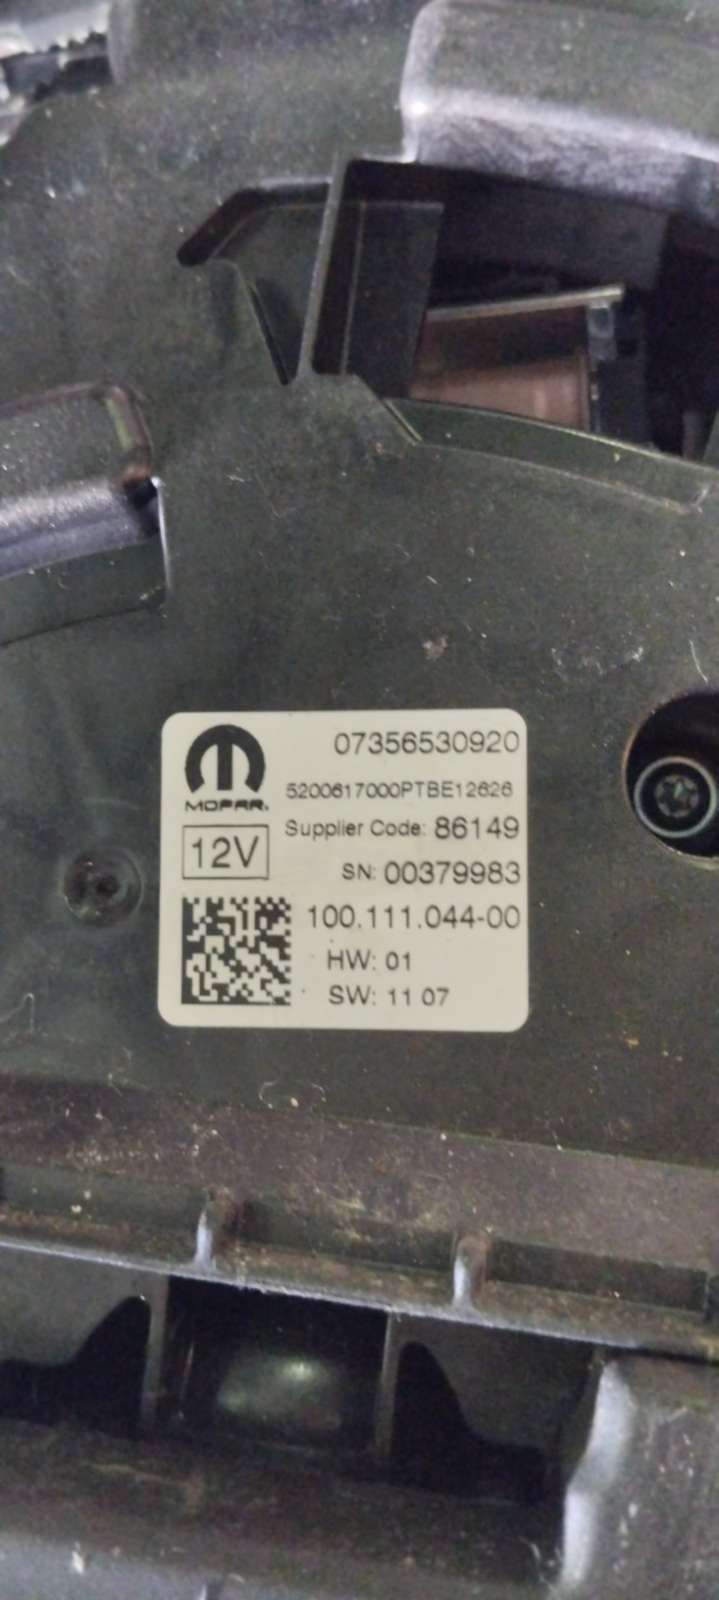 07356530920
MOPAR®
5200617000PTBE12626
12V
Supplier Code: 86149
SN: 00379983
100.111.044-00
HW: 01
SW: 11 07